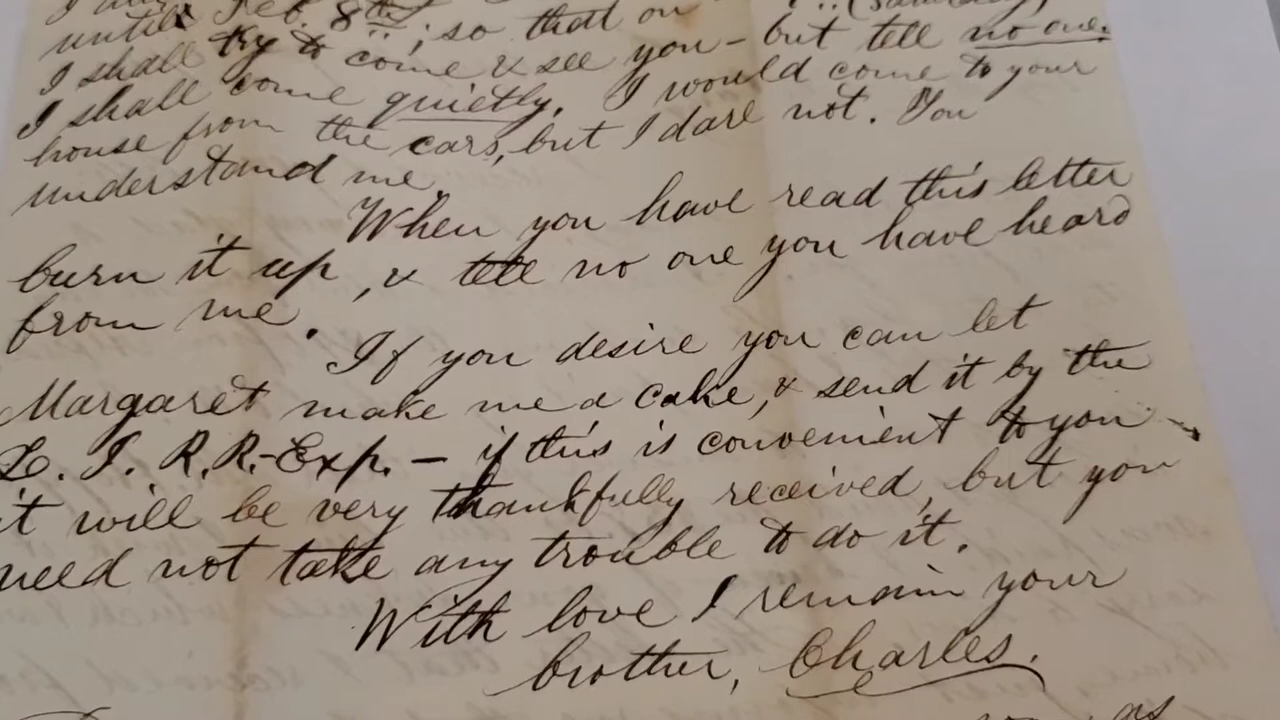 until Feb. 8th; so that on (Saturday)
I shall try to come & see you - but tell no one.
I shall come quietly. I would come to your
house from the cars, but I dare not. You
understand me.
When you have read this letter
burn it up, & tell no one you have heard
from me.
If you desire you can let
Margaret make me a cake, & send it by the
L. I. R.R.-Exp. — if this is convenient to you
it will be very thankfully received, but you
need not take any trouble to do it.
With love I remain your
brother, Charles.
as